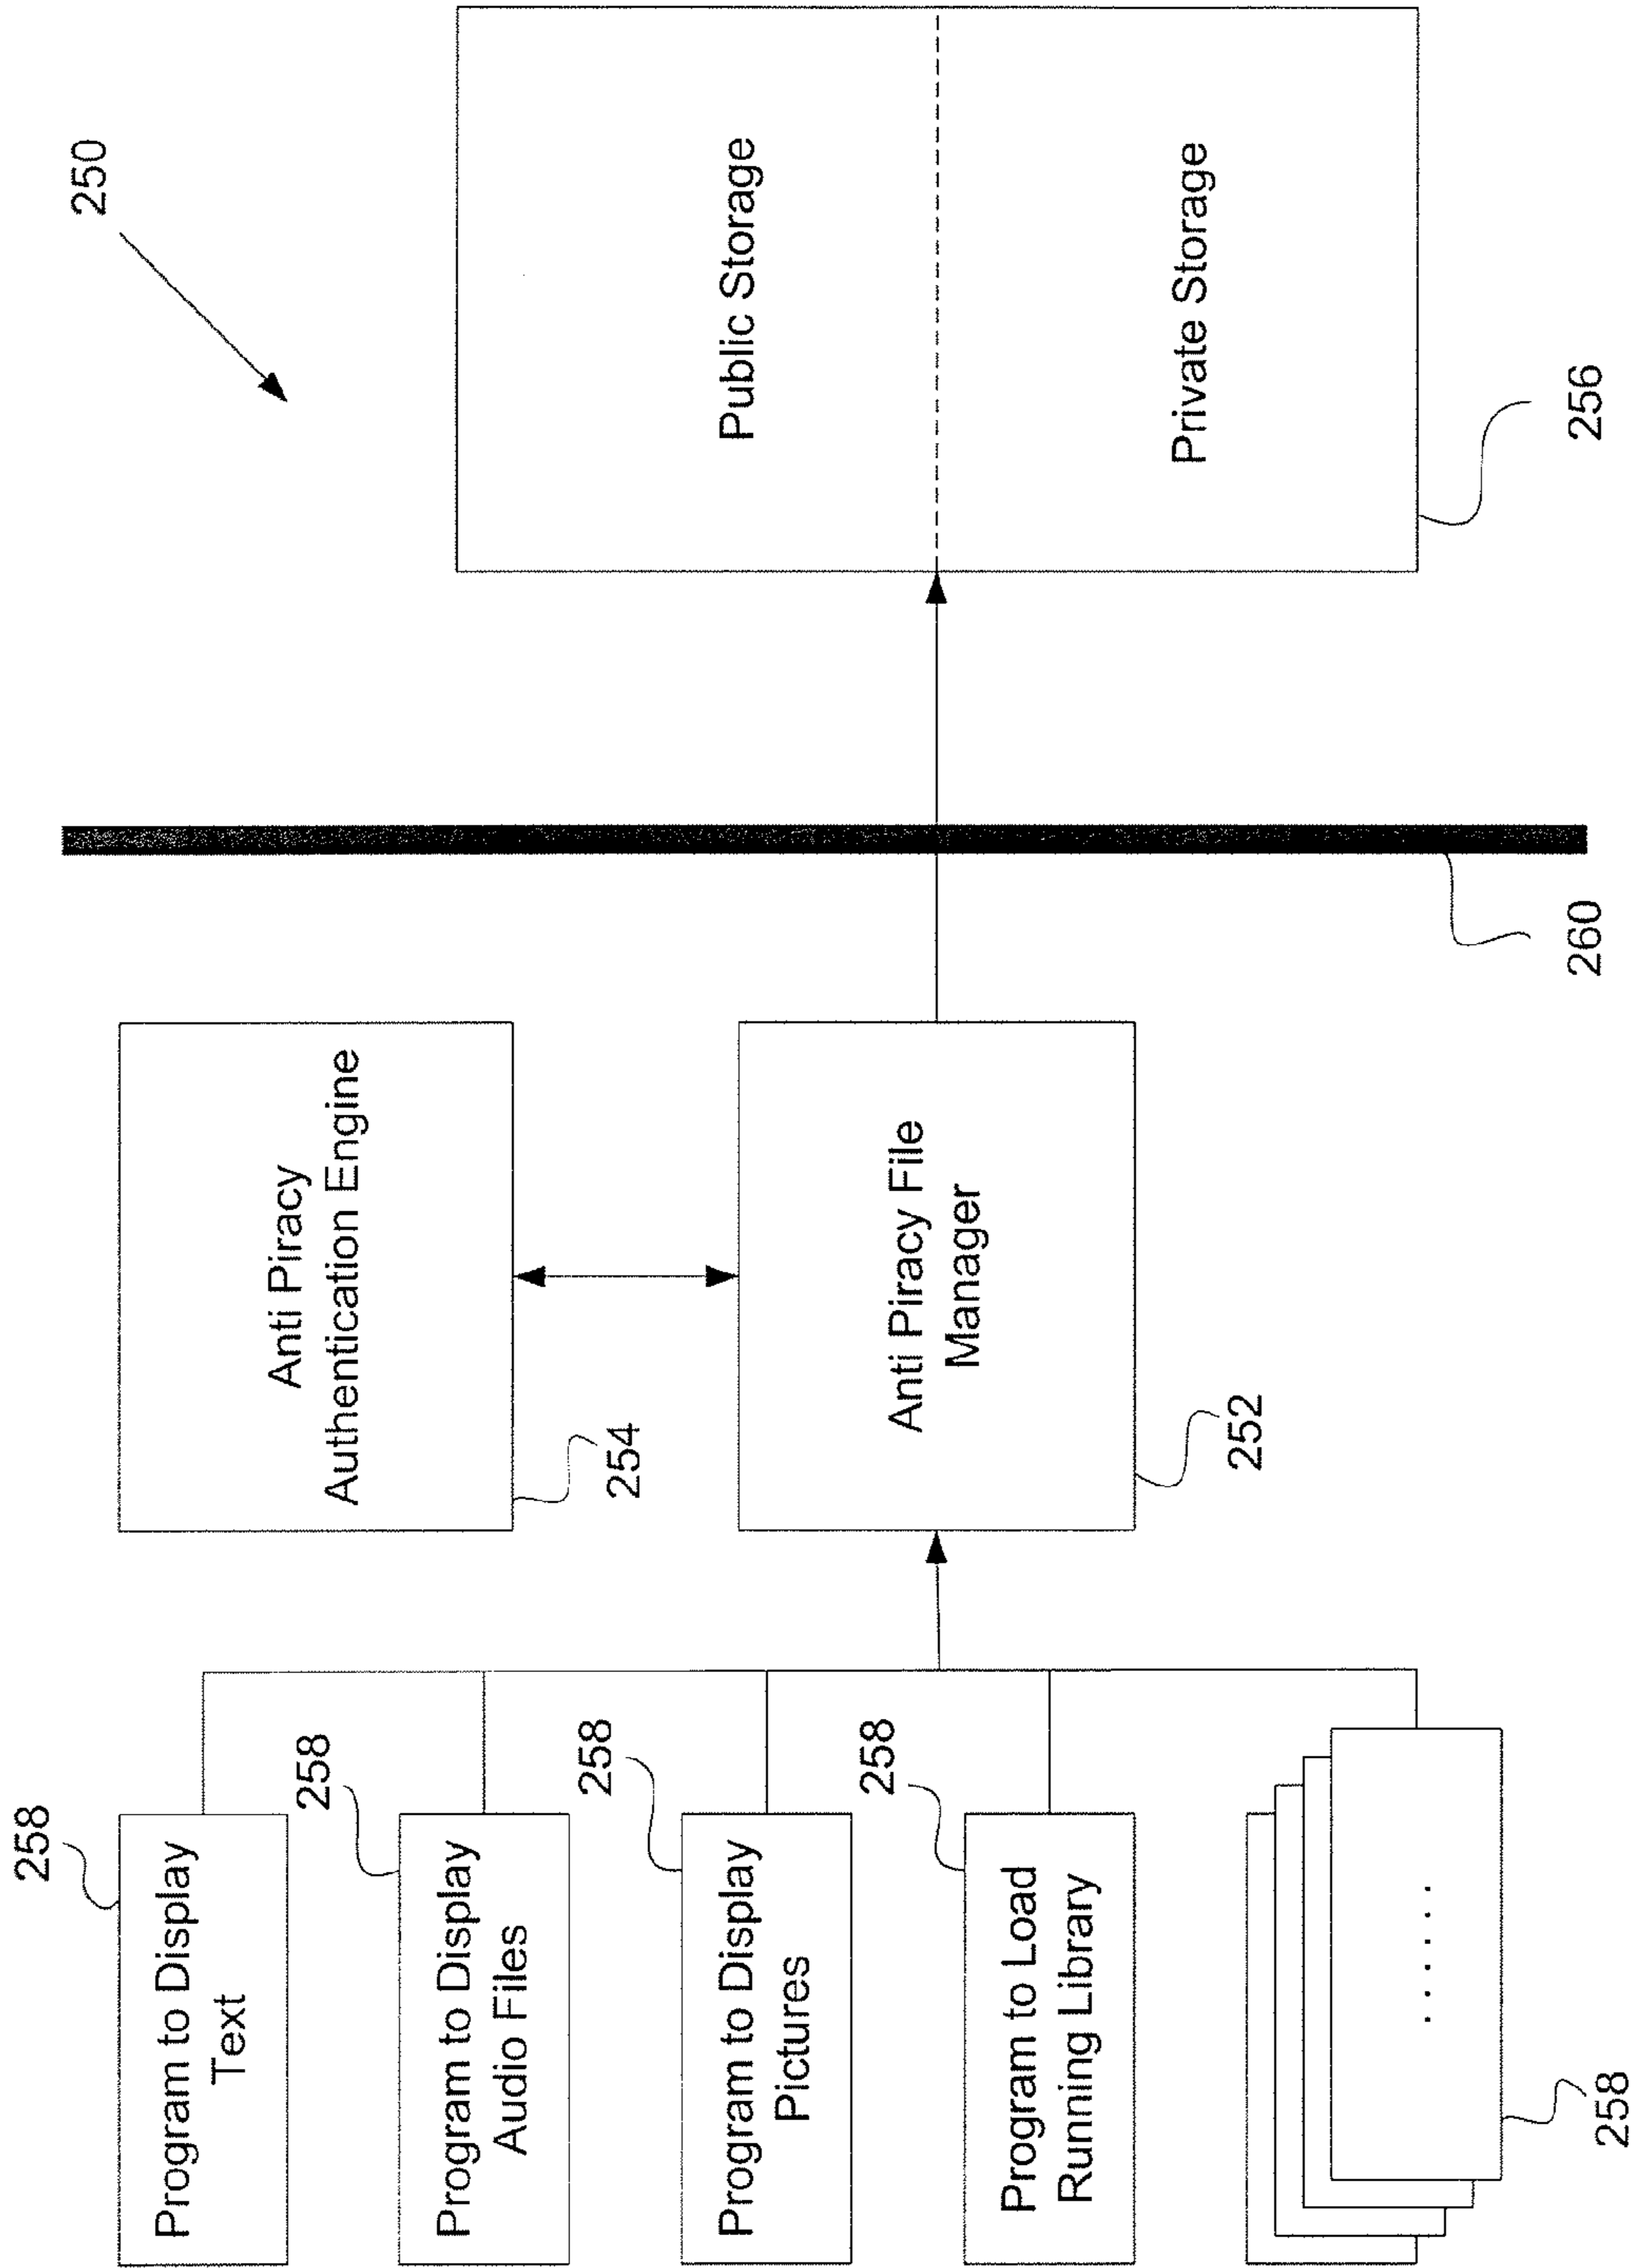 250
258
Program to Display
Text
258
Program to Display
Audio Files
258
Program to Display
Pictures
258
Program to Load
Running Library
.......
258
Anti Piracy
Authentication Engine
254
Anti Piracy File
Manager
252
260
Public Storage
Private Storage
256